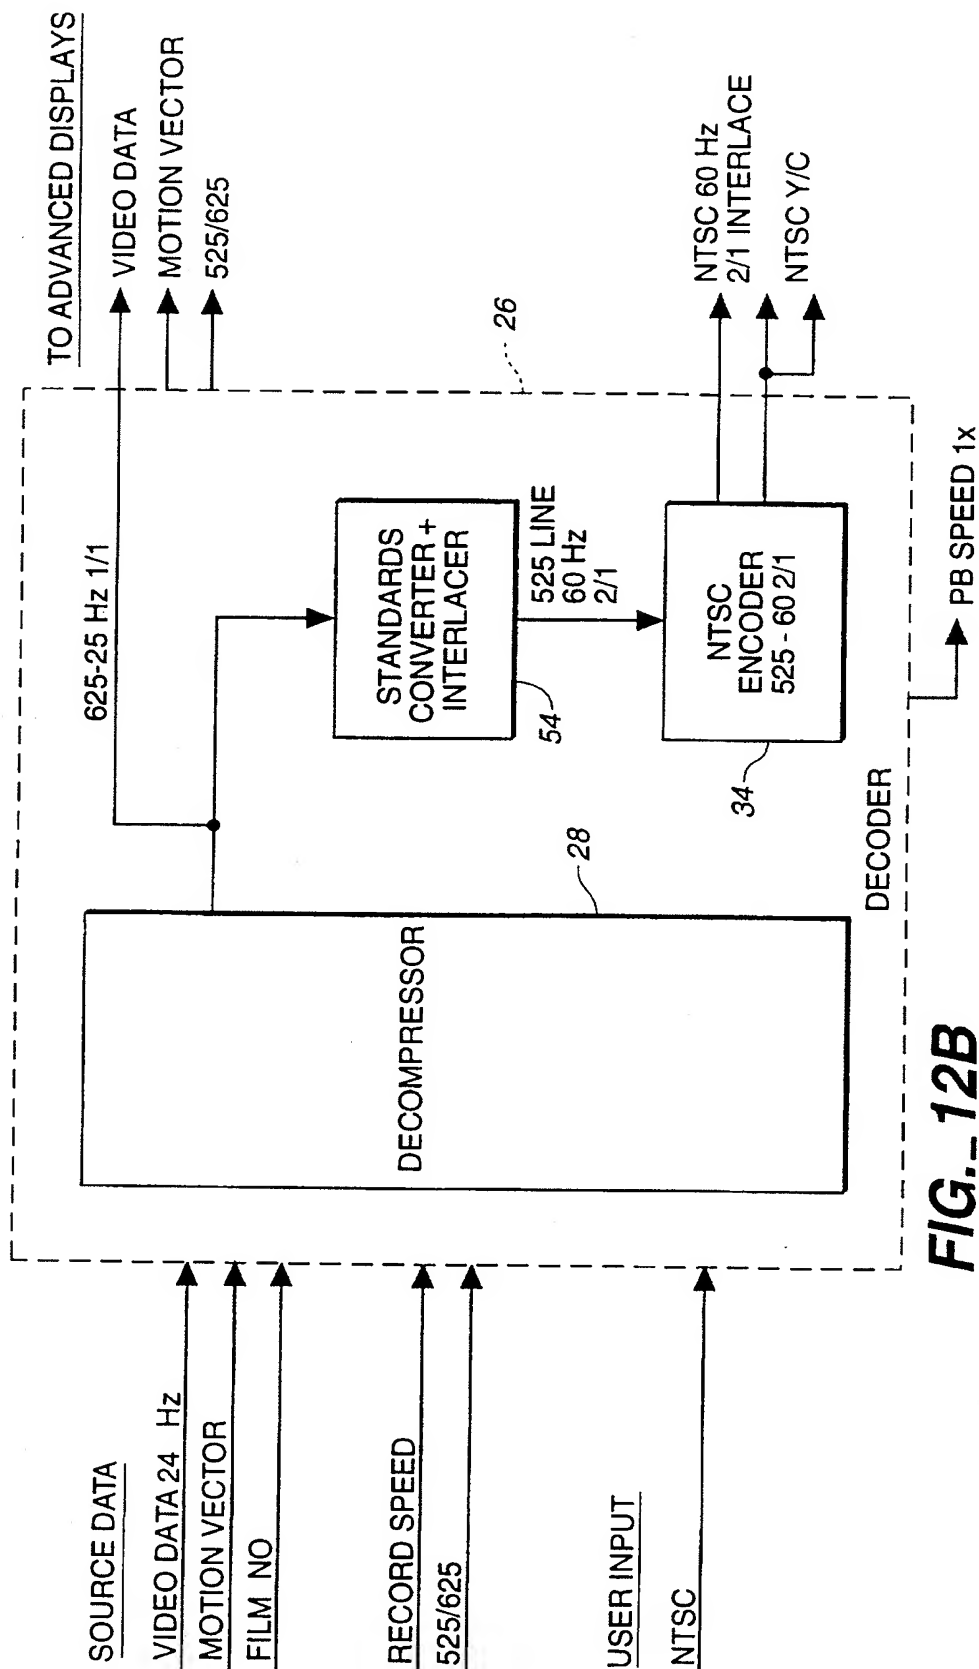 SOURCE DATA
VIDEO DATA 24 Hz
MOTION VECTOR
FILM NO
RECORD SPEED
525/625
USER INPUT
NTSC
DECOMPRESSOR
28
625-25 Hz 1/1
STANDARDS
CONVERTER +
INTERLACER
54
525 LINE
60 Hz
2/1
NTSC
ENCODER
525 - 60 2/1
34
DECODER
26
TO ADVANCED DISPLAYS
VIDEO DATA
MOTION VECTOR
525/625
NTSC 60 Hz
2/1 INTERLACE
NTSC Y/C
PB SPEED 1x
FIG._12B